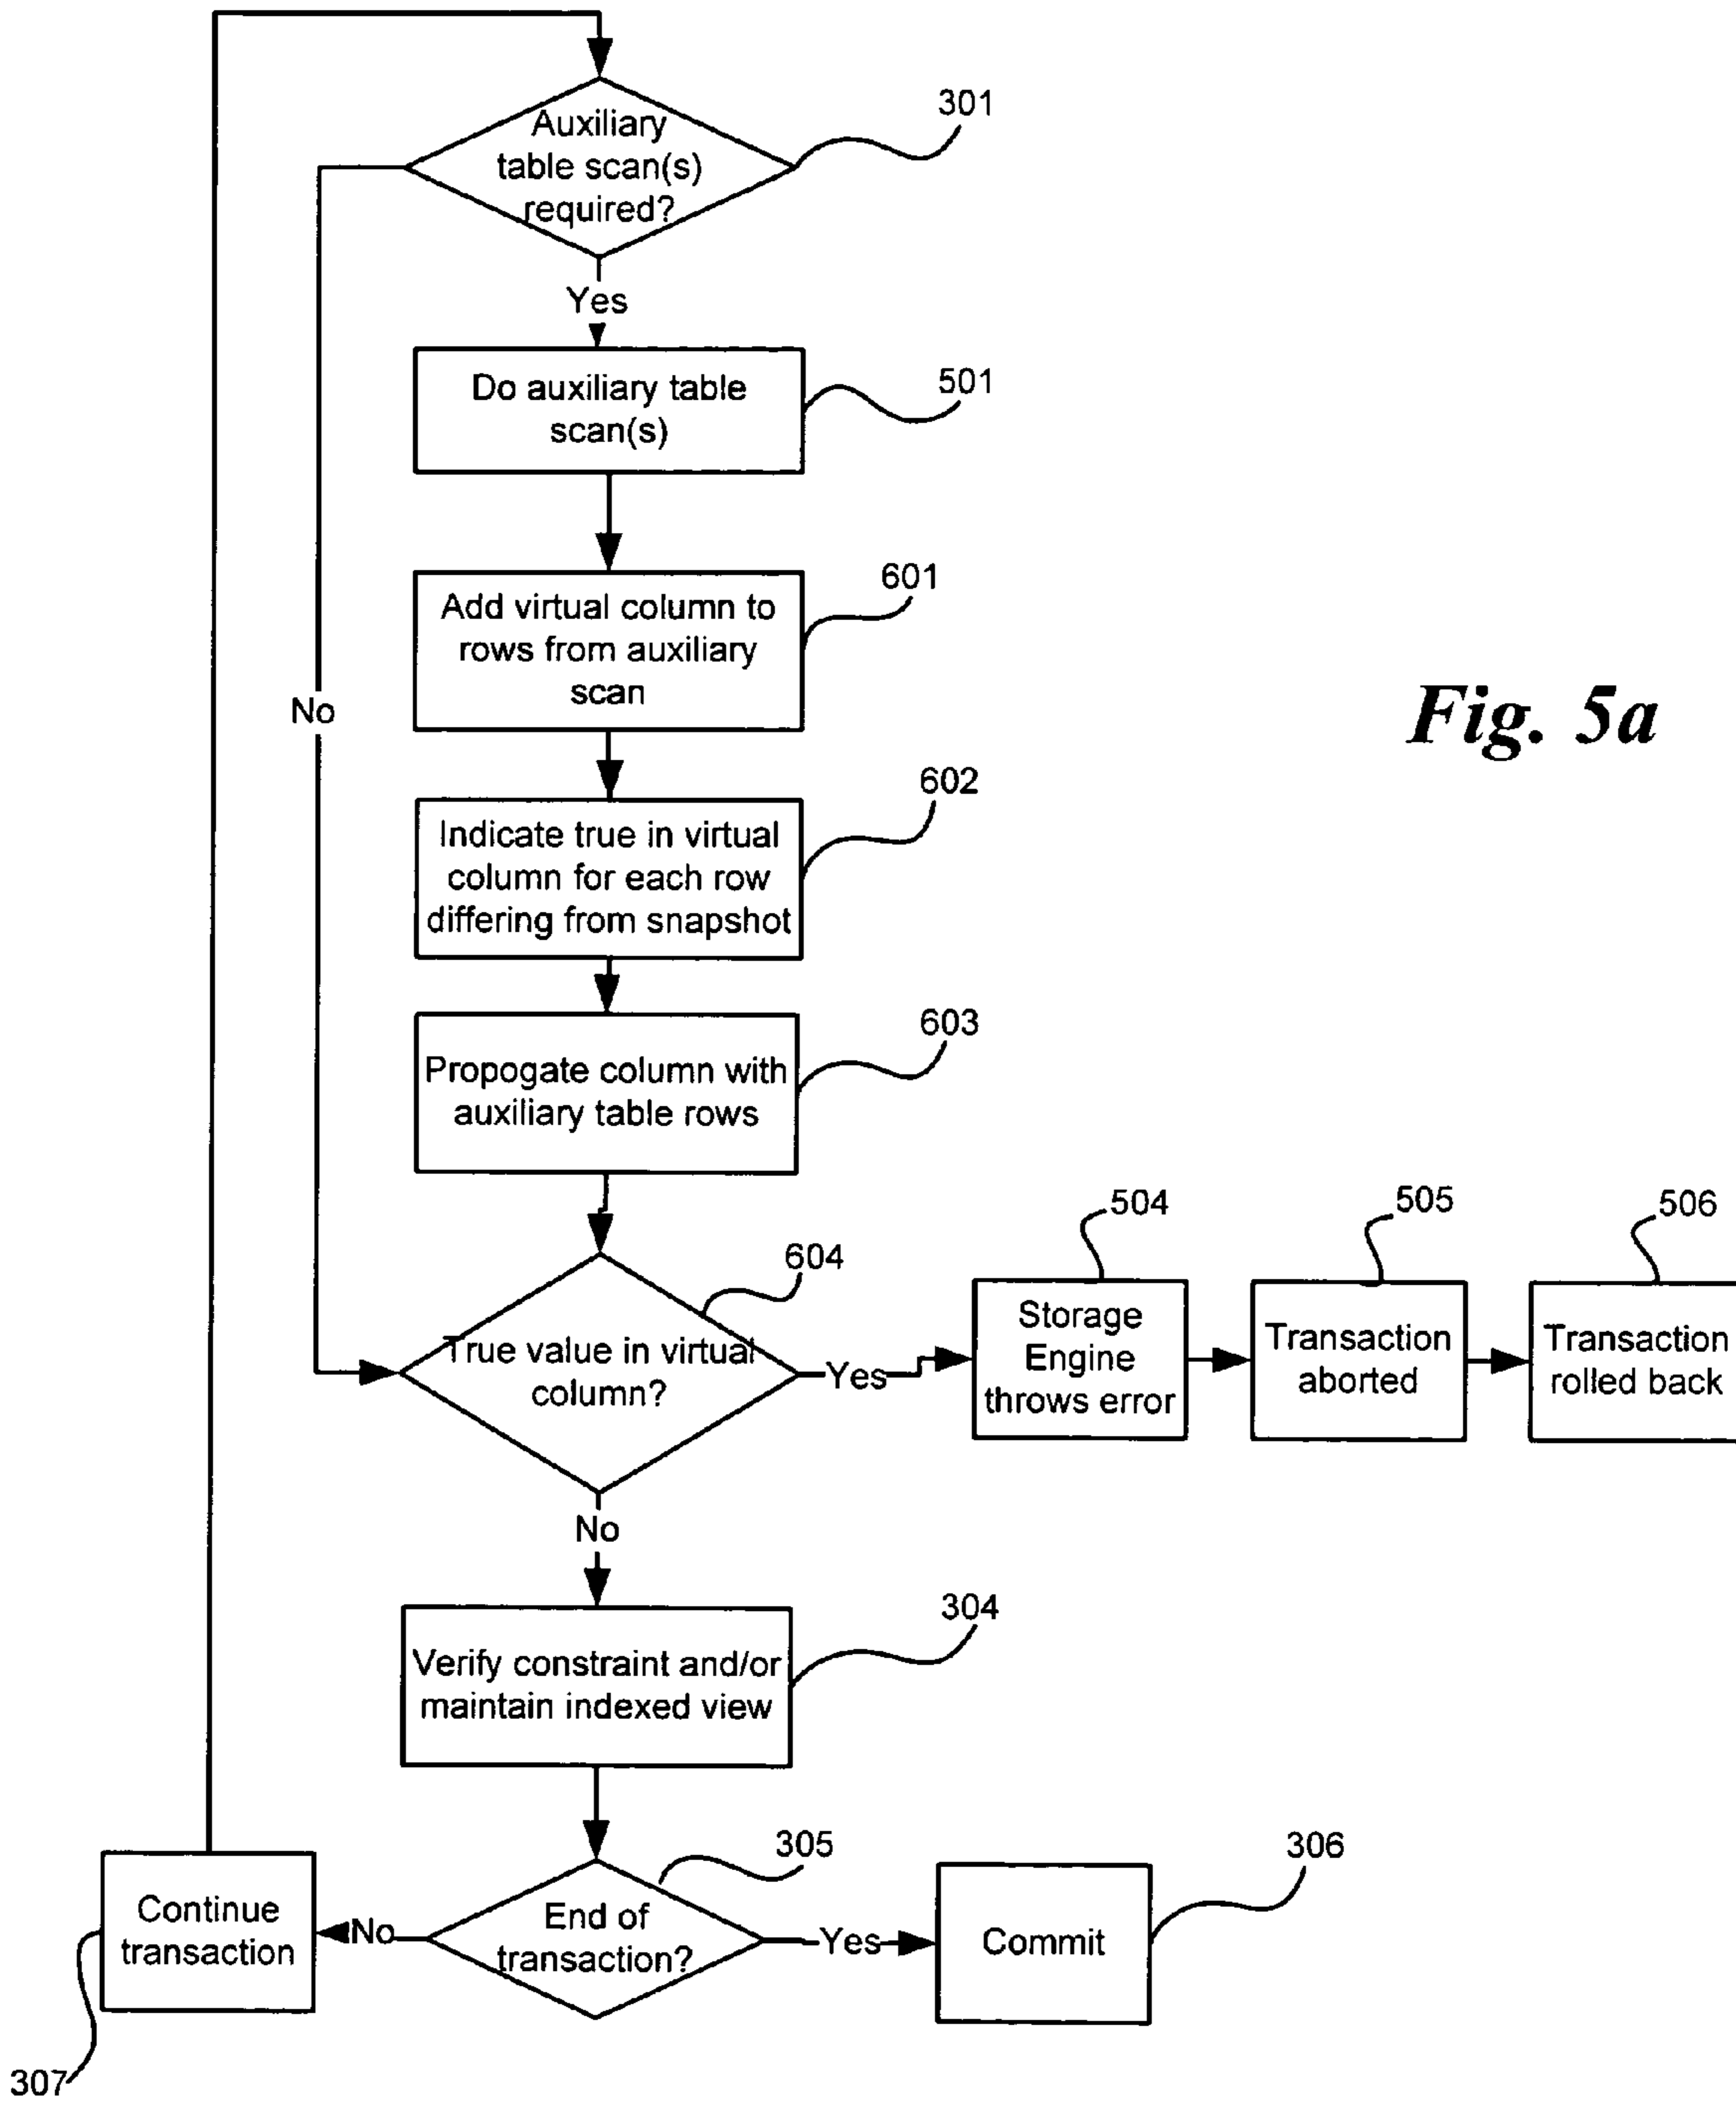 Auxiliary
table scan(s)
required?
301
Yes
Do auxiliary table
scan(s)
501
Add virtual column to
rows from auxiliary
scan
601
No
Fig. 5a
Indicate true in virtual
column for each row
differing from snapshot
602
Propogate column with
auxiliary table rows
603
True value in virtual
column?
604
Yes
Storage
Engine
throws error
504
Transaction
aborted
505
Transaction
rolled back
506
No
Verify constraint and/or
maintain indexed view
304
End of
transaction?
305
Yes
Commit
306
No
Continue
transaction
307